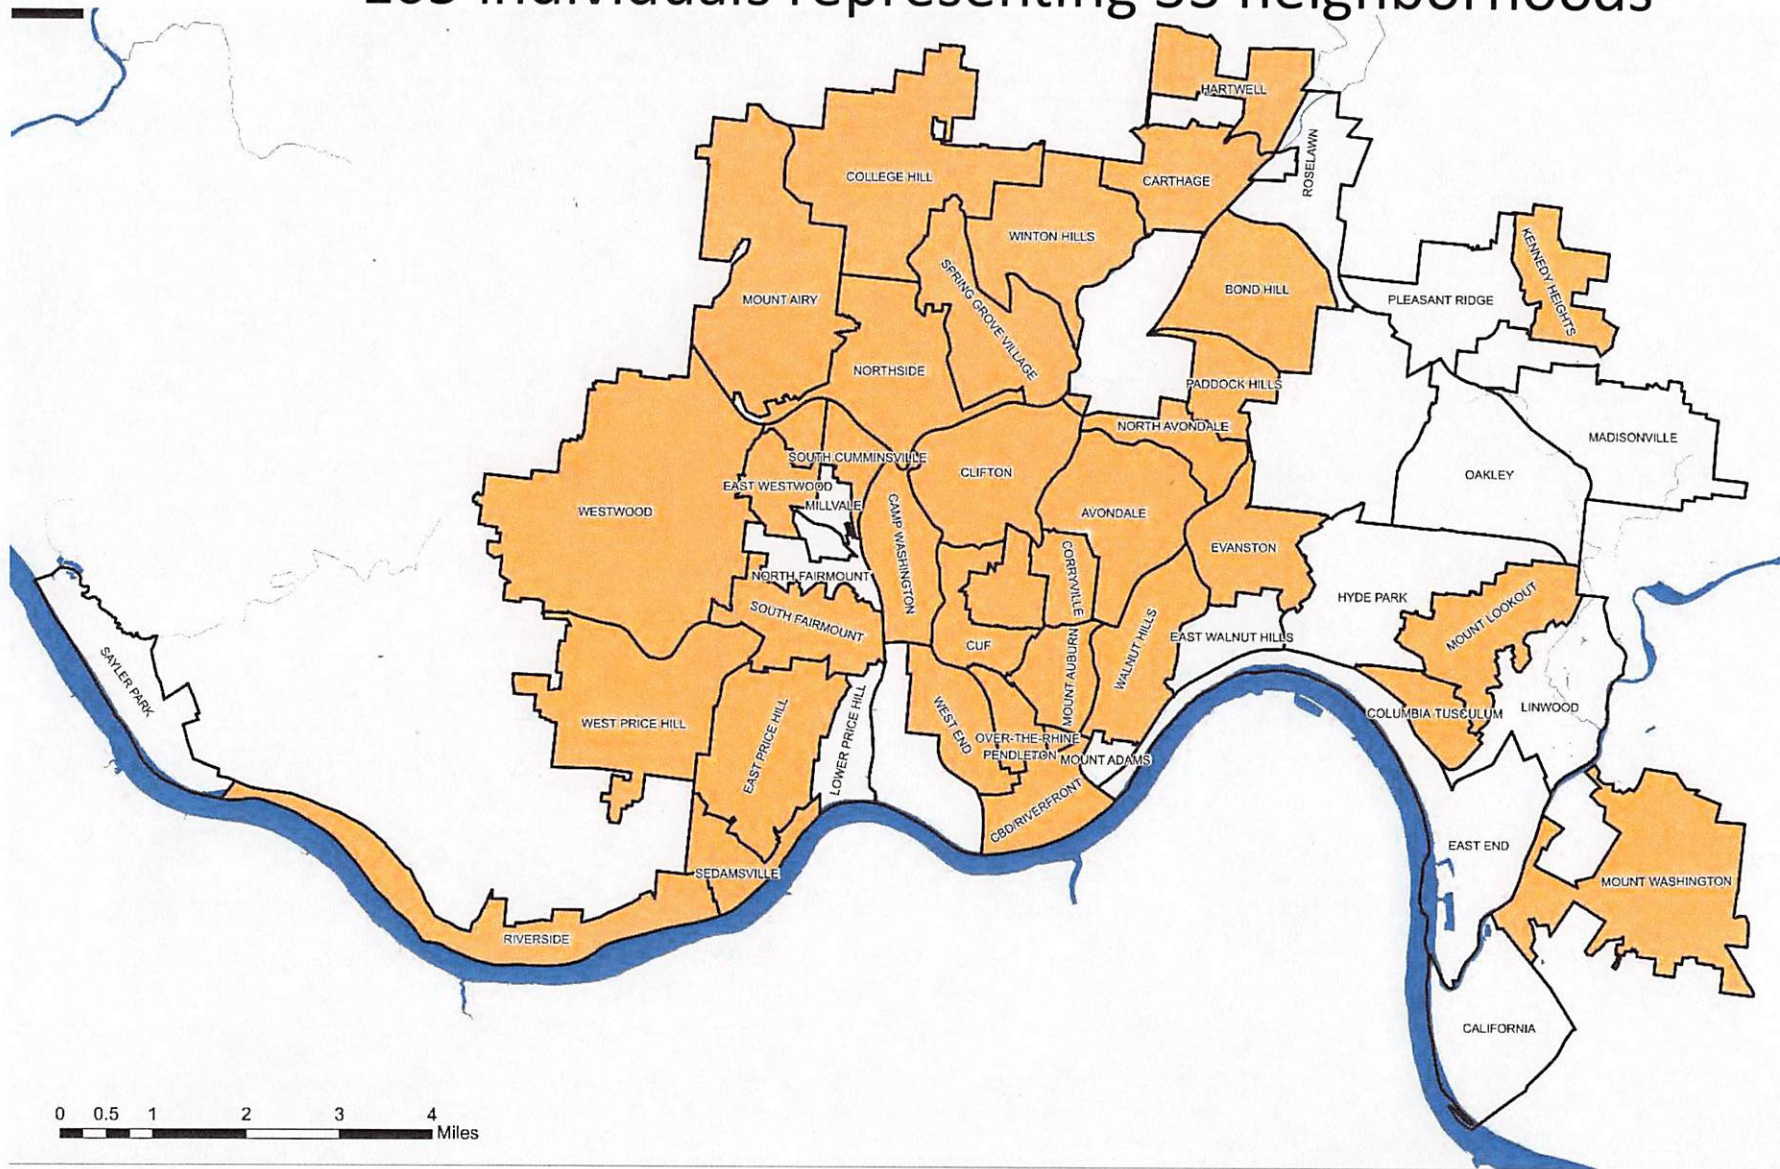 individuals representing
HARTWELL
ROSELAWN
COLLEGE HILL
CARTHAGE
WINTON HILLS
KENNEDY HEIGHTS
SPRING GROVE VILLAGE
BOND HILL
MOUNT AIRY
PLEASANT RIDGE
NORTHSIDE
PADDOCK HILLS
NORTH AVONDALE
MADISONVILLE
SOUTH CUMMINSVILLE
CLIFTON
OAKLEY
EAST WESTWOOD
MILLVALE
WESTWOOD
CAMP WASHINGTON
AVONDALE
EVANSTON
CORRYVILLE
NORTH FAIRMOUNT
HYDE PARK
MOUNT LOOKOUT
SOUTH FAIRMOUNT
EAST WALNUT HILLS
CUF
MOUNT AUBURN
WALNUT HILLS
SAYLER PARK
LINWOOD
COLUMBIA TUSCULUM
WEST PRICE HILL
EAST PRICE HILL
LOWER PRICE HILL
WEST END
OVER-THE-RHINE
PENDLETON
MOUNT ADAMS
CBD/RIVERFRONT
EAST END
SEDAMSVILLE
MOUNT WASHINGTON
RIVERSIDE
CALIFORNIA
0 0.5 1 2 3 4
Miles